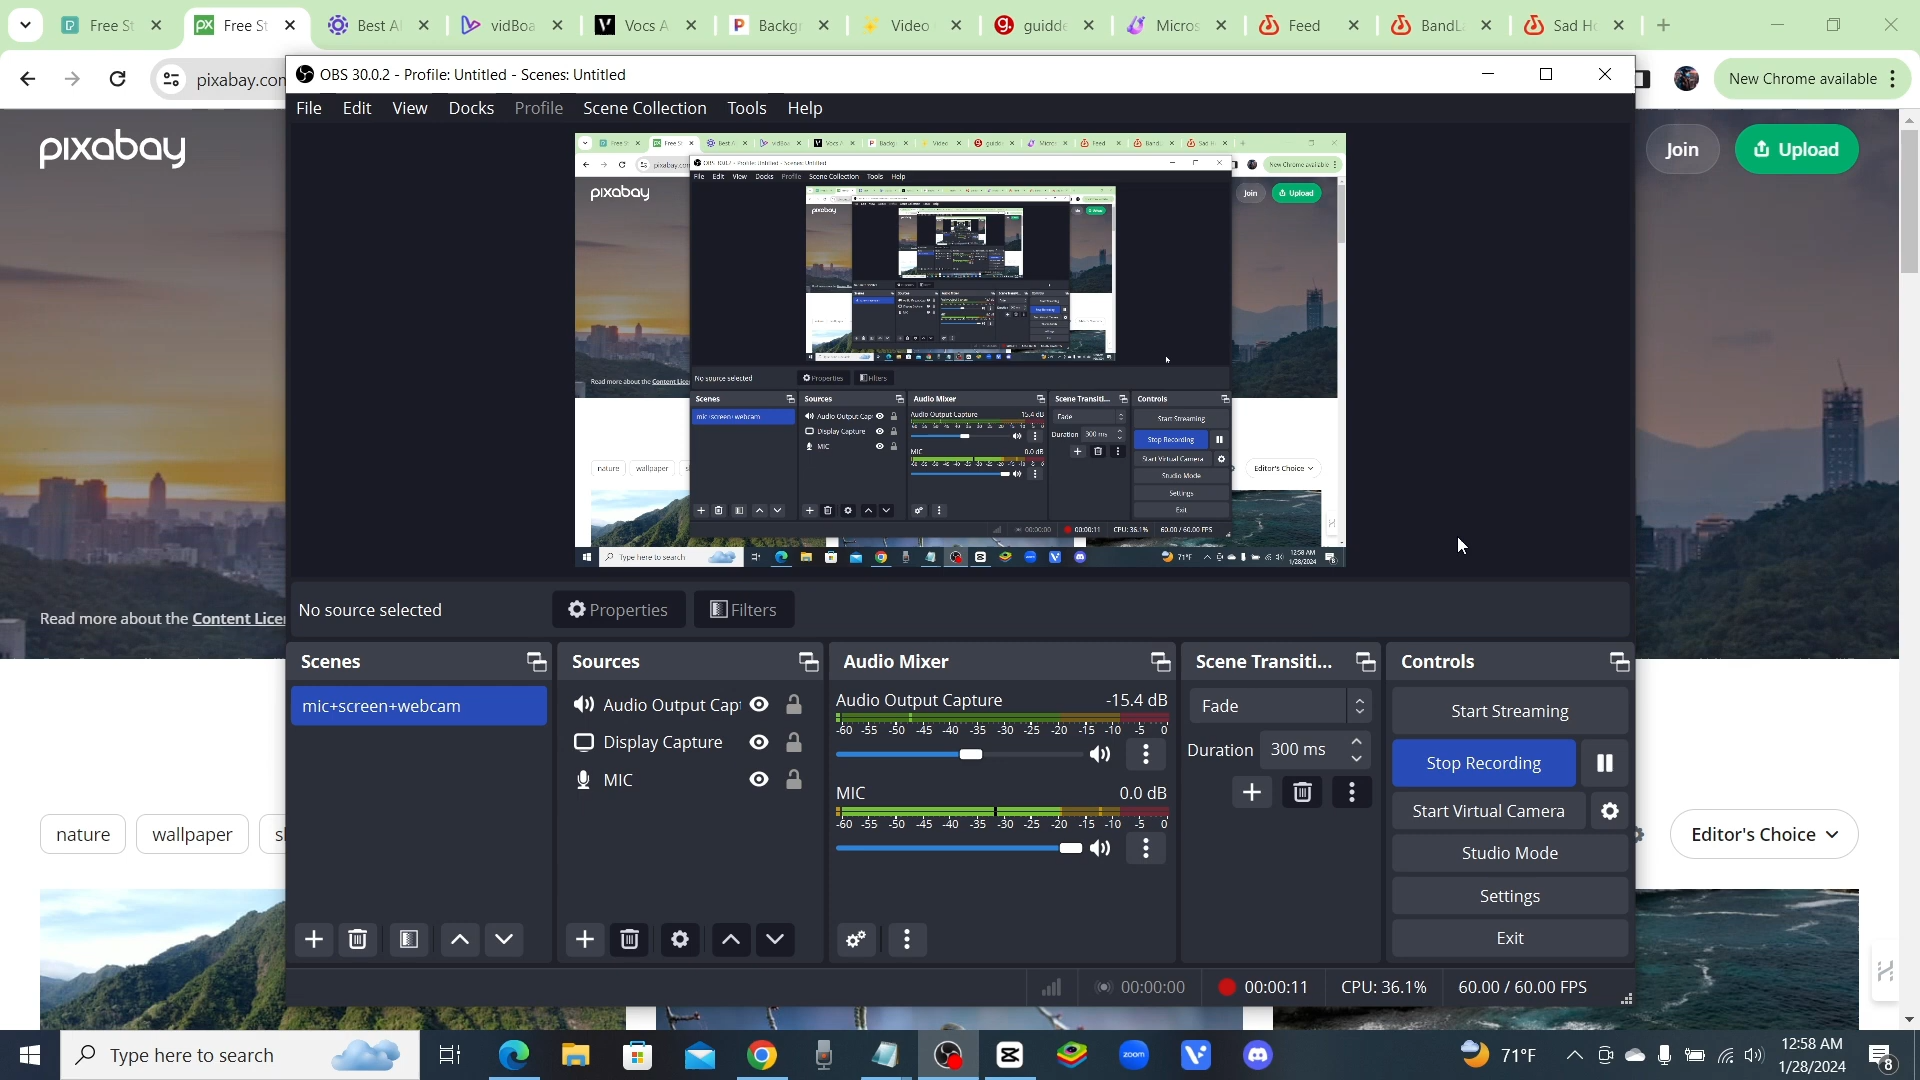 Free St
Free St
Best A
vidBoa
Vocs A
Backgr
Video
guidde
Micros
Feed
BandL
Sad Ho
pixabay.con
New Chrome available
OBS 30.0.2 - Profile: Untitled - Scenes: Untitled
File Edit View Docks Profile Scene Collection Tools Help
pixabay
Join
Upload
Read more about the Content Lice
No source selected
Properties
Filters
Scenes
Sources
Audio Mixer
Scene Transiti...
Controls
mic+screen+webcam
Audio Output Cap
Display Capture
MIC
Audio Output Capture -15.4 dB
-60 -55 -50 -45 -40 -35 -30 -25 -20 -15 -10 -5 0
MIC 0.0 dB
-60 -55 -50 -45 -40 -35 -30 -25 -20 -15 -10 -5 0
Fade
Duration 300 ms
Start Streaming
Stop Recording
Start Virtual Camera
Studio Mode
Settings
Exit
nature
wallpaper
Editor's Choice
00:00:00
00:00:11
CPU: 36.1%
60.00 / 60.00 FPS
Type here to search
zoom
71°F
12:58 AM
1/28/2024
8